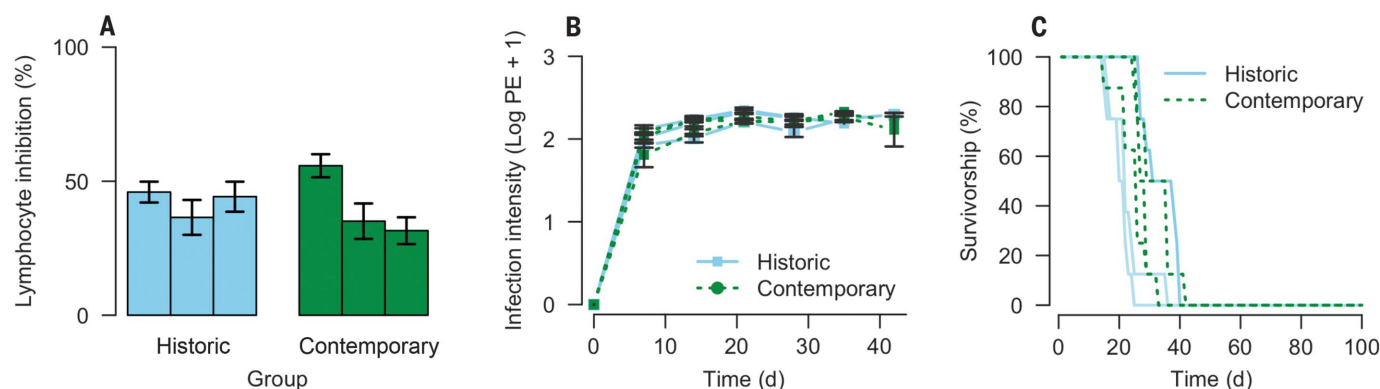 A
Lymphocyte inhibition (%)
100
50
0
Historic
Contemporary
Group
B
Infection intensity (Log PE + 1)
3
2
1
0
Historic
Contemporary
0
10
20
30
40
Time (d)
C
Survivorship (%)
100
80
60
40
20
0
Historic
Contemporary
0
20
40
60
80
100
Time (d)